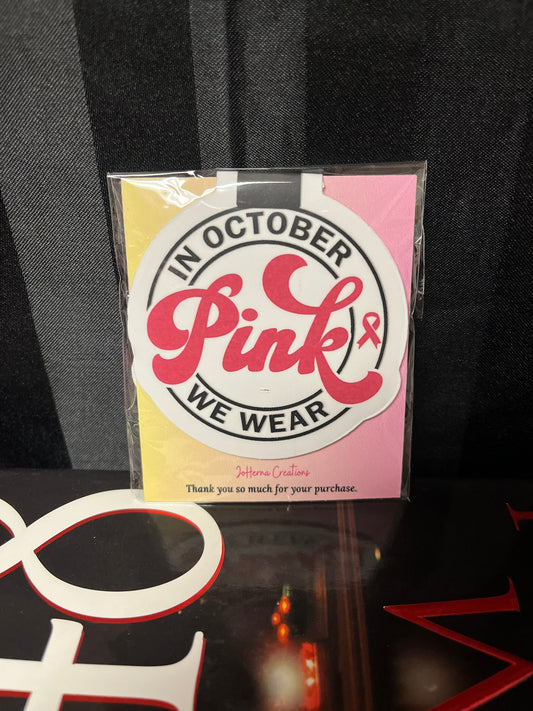 IN OCTOBER
Pink
WE WEAR
JoHerna Creations
Thank you so much for your purchase.